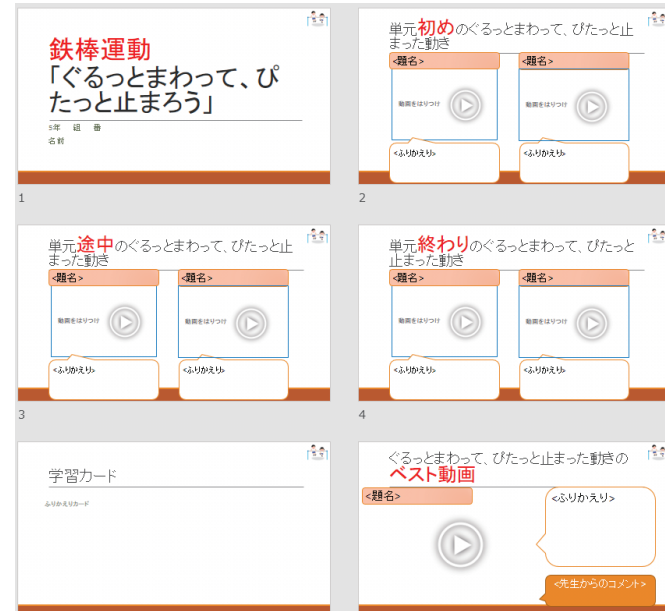 鉄棒運動
「ぐるっとまわって、ぴ
たっと止まろう」
5年 組 番
名前
1
単元初めのぐるっとまわって、ぴたっと止
まった動き
<題名>
<題名>
動画をはりつけ
動画をはりつけ
<ふりかえり>
<ふりかえり>
2
単元途中のぐるっとまわって、ぴたっと止
まった動き
<題名>
<題名>
動画をはりつけ
動画をはりつけ
<ふりかえり>
<ふりかえり>
3
単元終わりのぐるっとまわって、ぴたっと
止まった動き
<題名>
<題名>
動画をはりつけ
動画をはりつけ
<ふりかえり>
<ふりかえり>
4
学習カード
ふりかえりカード
ぐるっとまわって、ぴたっと止まった動きの
ベスト動画
<題名>
<ふりかえり>
<先生からのコメント>